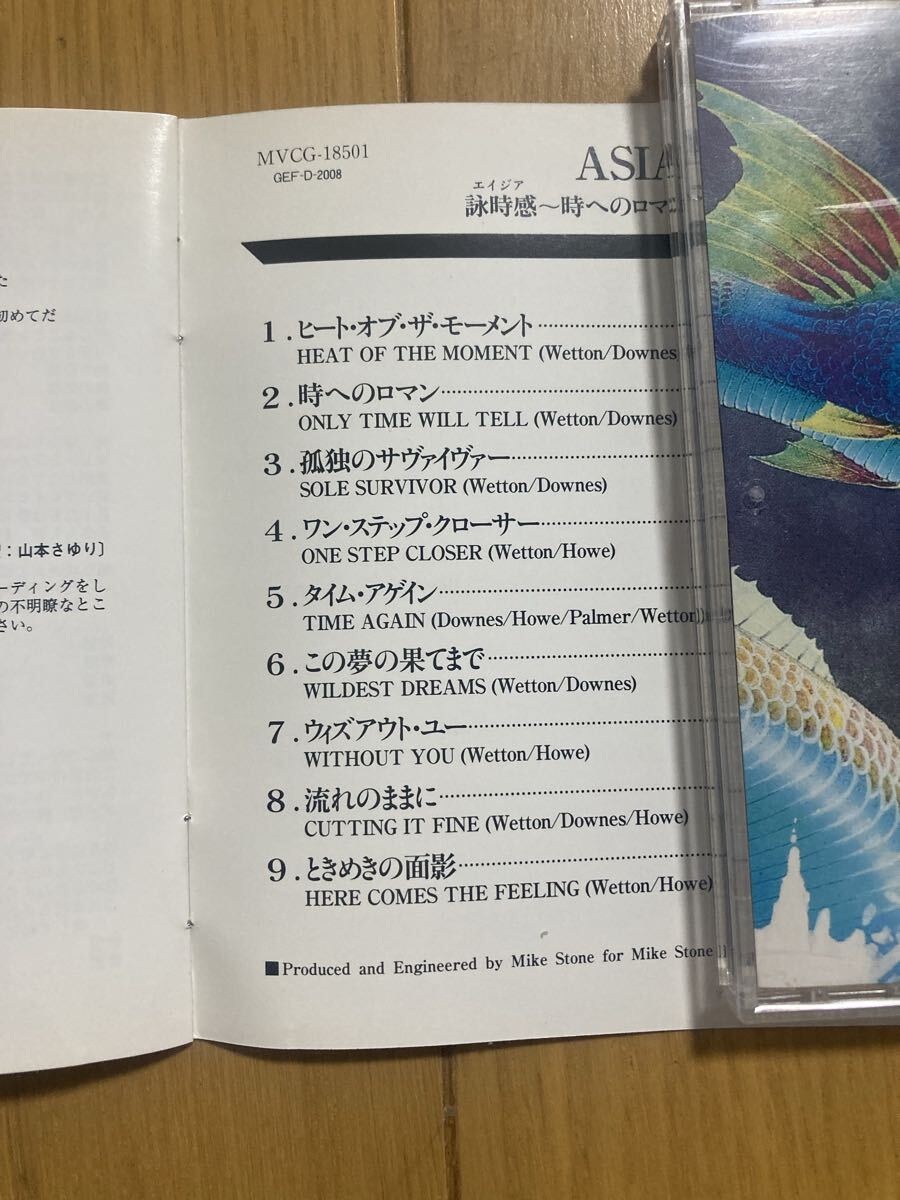 た
初めてだ
：山本さゆり〕
ーディングをし
の不明瞭なとこ
さい。
MVCG-18501
GEF-D-2008
ASIA
エイジア
詠時感〜時へのロマ
1．ヒート・オブ・ザ・モーメント
HEAT OF THE MOMENT (Wetton/Downes
2．時へのロマン
ONLY TIME WILL TELL (Wetton/Downes)
3．孤独のサヴァイヴァー
SOLE SURVIVOR (Wetton/Downes)
4．ワン・ステップ・クローサー
ONE STEP CLOSER (Wetton/Howe)
5．タイム・アゲイン
TIME AGAIN (Downes/Howe/Palmer/Wetton)
6．この夢の果てまで
WILDEST DREAMS (Wetton/Downes)
7．ウィズアウト・ユー
WITHOUT YOU (Wetton/Howe)
8．流れのままに
CUTTING IT FINE (Wetton/Downes/Howe)
9．ときめきの面影
HERE COMES THE FEELING (Wetton/Howe)
■Produced and Engineered by Mike Stone for Mike Stone